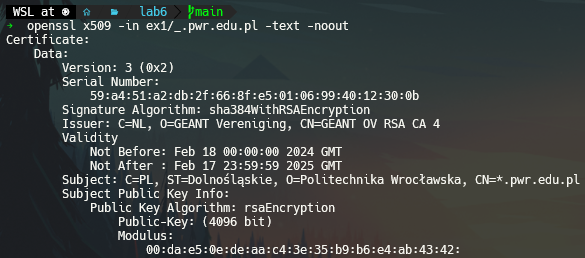 WSL at lab6 main
→ openssl x509 -in ex1/_.pwr.edu.pl -text -noout
Certificate:
    Data:
        Version: 3 (0x2)
        Serial Number:
            59:a4:51:a2:db:2f:66:8f:e5:01:06:99:40:12:30:0b
        Signature Algorithm: sha384WithRSAEncryption
        Issuer: C=NL, O=GEANT Vereniging, CN=GEANT OV RSA CA 4
        Validity
            Not Before: Feb 18 00:00:00 2024 GMT
            Not After : Feb 17 23:59:59 2025 GMT
        Subject: C=PL, ST=Dolnośląskie, O=Politechnika Wrocławska, CN=*.pwr.edu.pl
        Subject Public Key Info:
            Public Key Algorithm: rsaEncryption
                Public-Key: (4096 bit)
                Modulus:
                    00:da:e5:0e:de:aa:c4:3e:35:b9:b6:e4:ab:43:42: